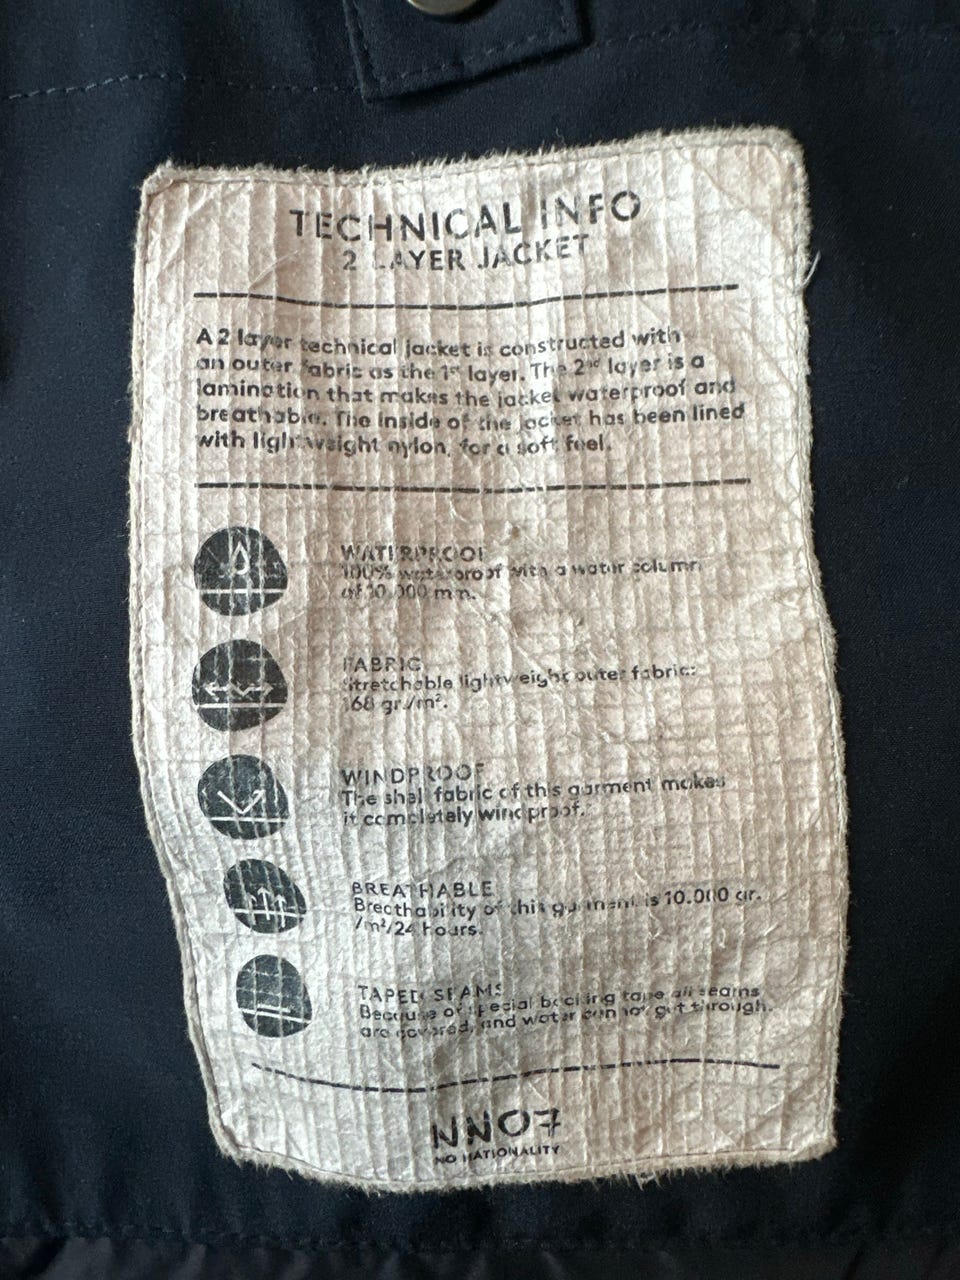 TECHNICAL INFO
2 LAYER JACKET
A 2 layer technical jacket is constructed with
an outer fabric as the 1st layer. The 2nd layer is a
lamination that makes the jacket waterproof and
breathable. The inside of the jacket has been lined
with lightweight nylon, for a soft feel.
WATERPROOF
100% waterproof with a water column
of 10.000 mm.
FABRIC
Stretchable lightweight outer fabric:
168 gr./m².
WINDPROOF
The shell fabric of this garment makes
it completely windproof.
BREATHABLE
Breathability of this garment is 10.000 gr.
/m²/24 hours.
TAPED SEAMS
Because of special backing tape all seams
are covered, and water can not get through.
NN07
NO NATIONALITY